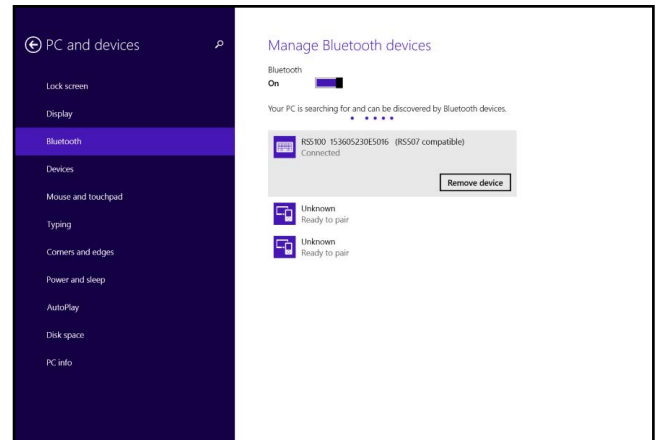 PC and devices
Lock screen
Display
Bluetooth
Devices
Mouse and touchpad
Typing
Corners and edges
Power and sleep
AutoPlay
Disk space
PC info
Manage Bluetooth devices
Bluetooth
On
Your PC is searching for and can be discovered by Bluetooth devices.
RS5100 153605230E5016 (RS507 compatible)
Connected
Remove device
Unknown
Ready to pair
Unknown
Ready to pair